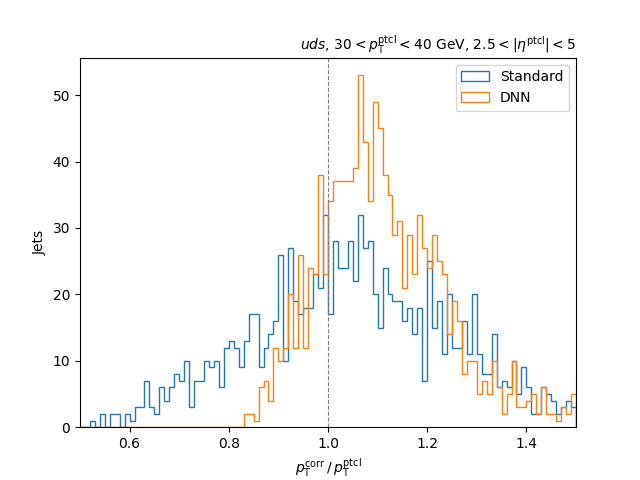 uds, 30 < p_T^ptcl < 40 GeV, 2.5 < |η^ptcl| < 5
Standard
DNN
50
40
30
20
10
0
Jets
0.6 0.8 1.0 1.2 1.4
p_T^corr / p_T^ptcl